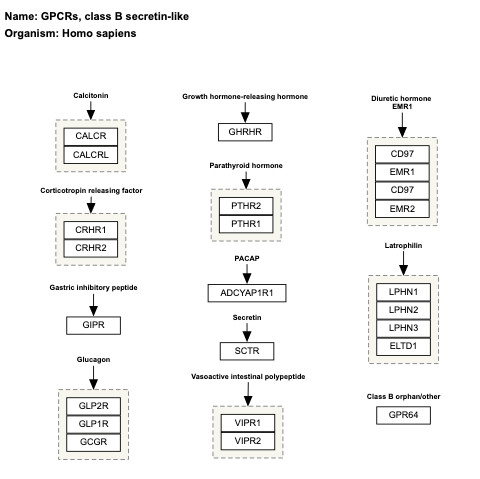 Name: GPCRs, class B secretin-like
Organism: Homo sapiens
Calcitonin
CALCR
CALCRL
Corticotropin releasing factor
CRHR1
CRHR2
Gastric inhibitory peptide
GIPR
Glucagon
GLP2R
GLP1R
GCGR
Growth hormone-releasing hormone
GHRHR
Parathyroid hormone
PTHR2
PTHR1
PACAP
ADCYAP1R1
Secretin
SCTR
Vasoactive intestinal polypeptide
VIPR1
VIPR2
Diuretic hormone
EMR1
CD97
EMR1
CD97
EMR2
Latrophilin
LPHN1
LPHN2
LPHN3
ELTD1
Class B orphan/other
GPR64